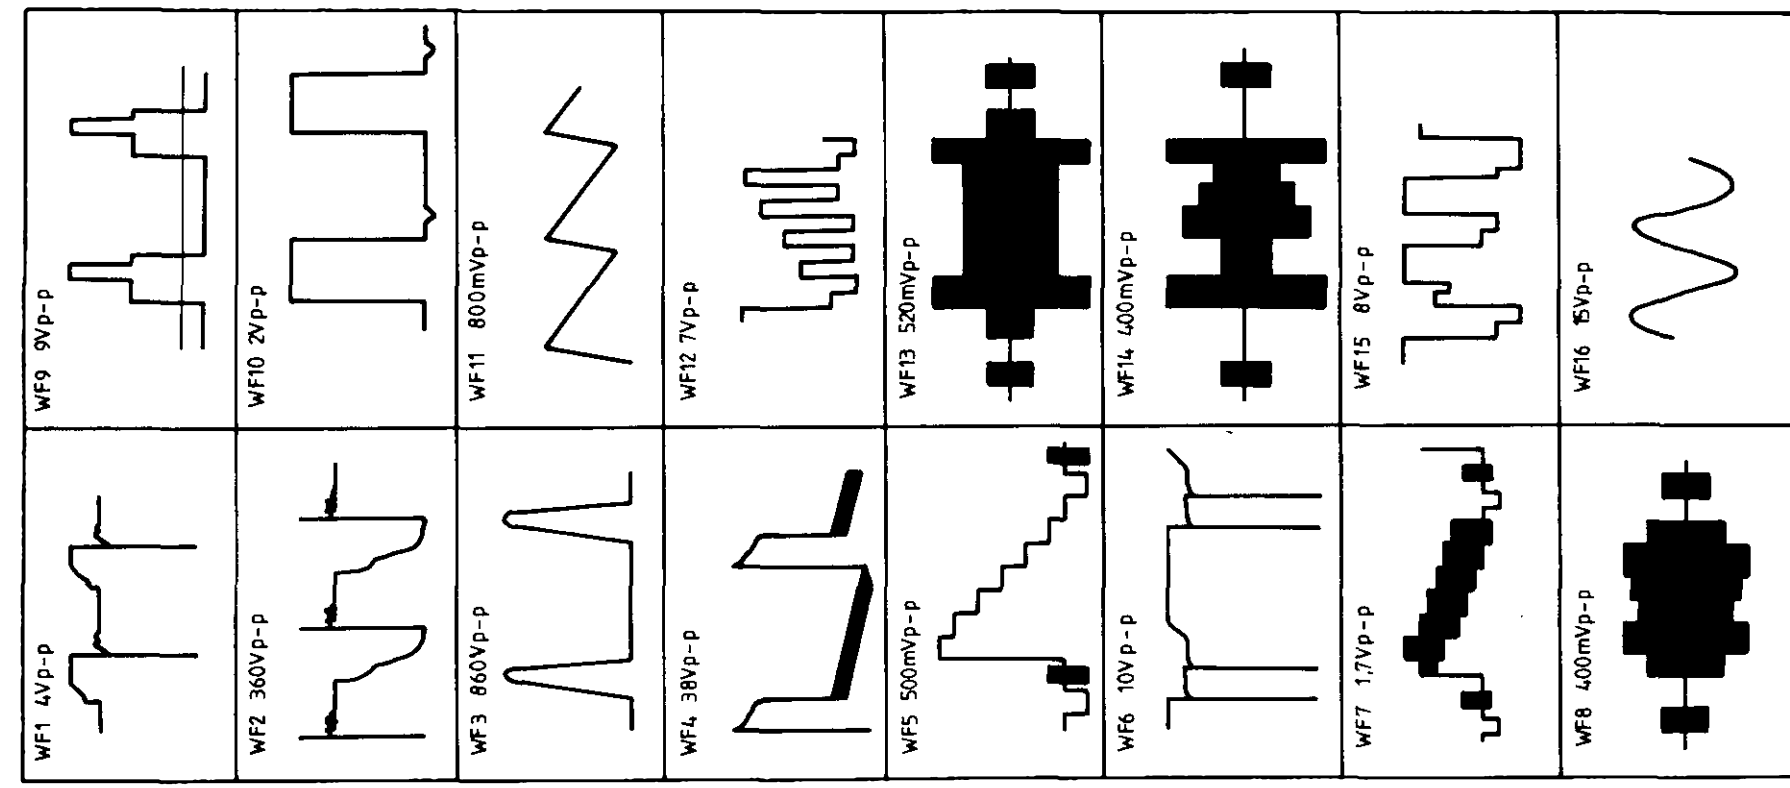 WF1 4Vp-p
WF2 360Vp-p
WF3 860Vp-p
WF4 38Vp-p
WF5 500mVp-p
WF6 10Vp-p
WF7 1,7Vp-p
WF8 400mVp-p
WF9 9Vp-p
WF10 2Vp-p
WF11 800mVp-p
WF12 7Vp-p
WF13 520mVp-p
WF14 400mVp-p
WF15 8Vp-p
WF16 15Vp-p